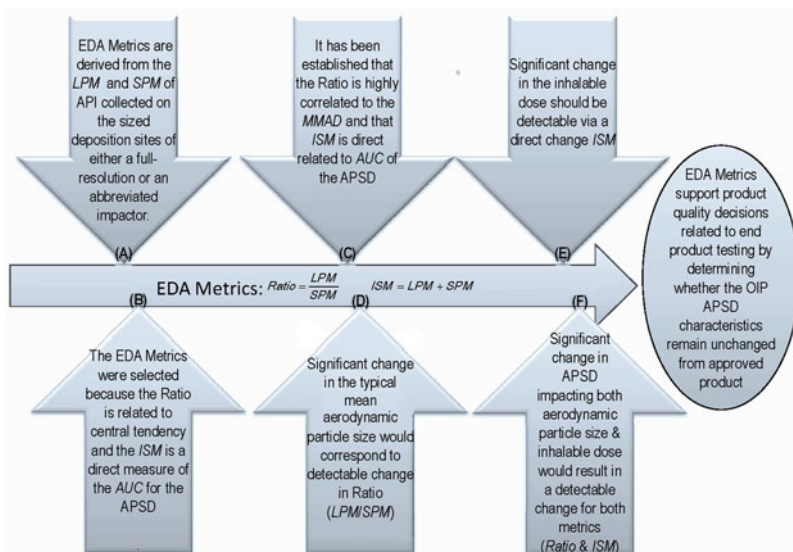 EDA Metrics are
derived from the
LPM and SPM of
API collected on
the sized
deposition sites of
either a full-
resolution or an
abbreviated
impactor.
(A)
It has been
established that
the Ratio is highly
correlated to the
MMAD and that
ISM is direct
related to AUC of
the APSD
(C)
Significant change
in the inhalable
dose should be
detectable via a
direct change ISM
(E)
EDA Metrics: Ratio = LPM / SPM ISM = LPM + SPM
(B)
The EDA Metrics
were selected
because the Ratio
is related to
central tendency
and the ISM is a
direct measure of
the AUC for the
APSD
(D)
Significant change
in the typical
mean
aerodynamic
particle size would
correspond to
detectable change
in Ratio
(LPM/SPM)
(F)
Significant
change in
APSD
impacting both
aerodynamic
particle size &
inhalable dose
would result in
a detectable
change for both
metrics
(Ratio & ISM)
EDA Metrics
support product
quality decisions
related to end
product testing by
determining
whether the OIP
APSD
characteristics
remain unchanged
from approved
product